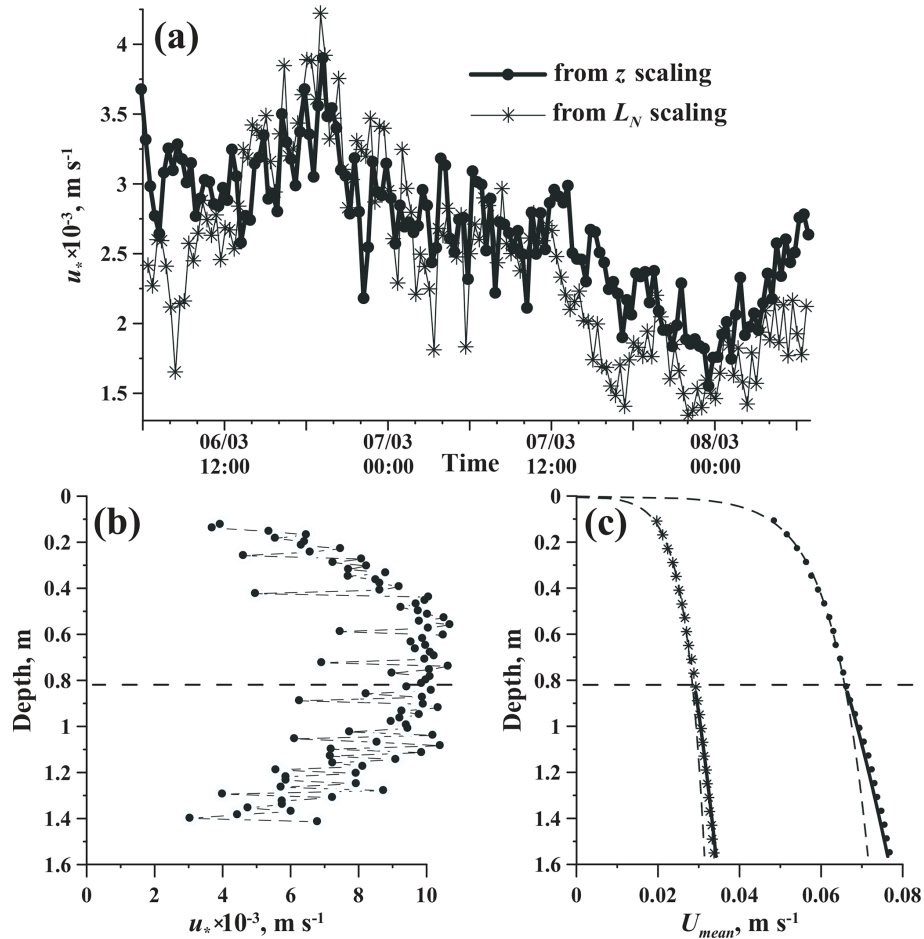 (a)
from z scaling
from L_N scaling
4
3.5
3
2.5
2
1.5
u_* ×10⁻³, m s⁻¹
06/03 07/03 07/03 08/03
12:00 00:00 Time 12:00 00:00
(b)
0
0.2
0.4
0.6
0.8
1
1.2
1.4
1.6
Depth, m
0 2 4 6 8 10
u_* ×10⁻³, m s⁻¹
(c)
0
0.2
0.4
0.6
0.8
1
1.2
1.4
1.6
Depth, m
0 0.02 0.04 0.06 0.08
U_mean, m s⁻¹